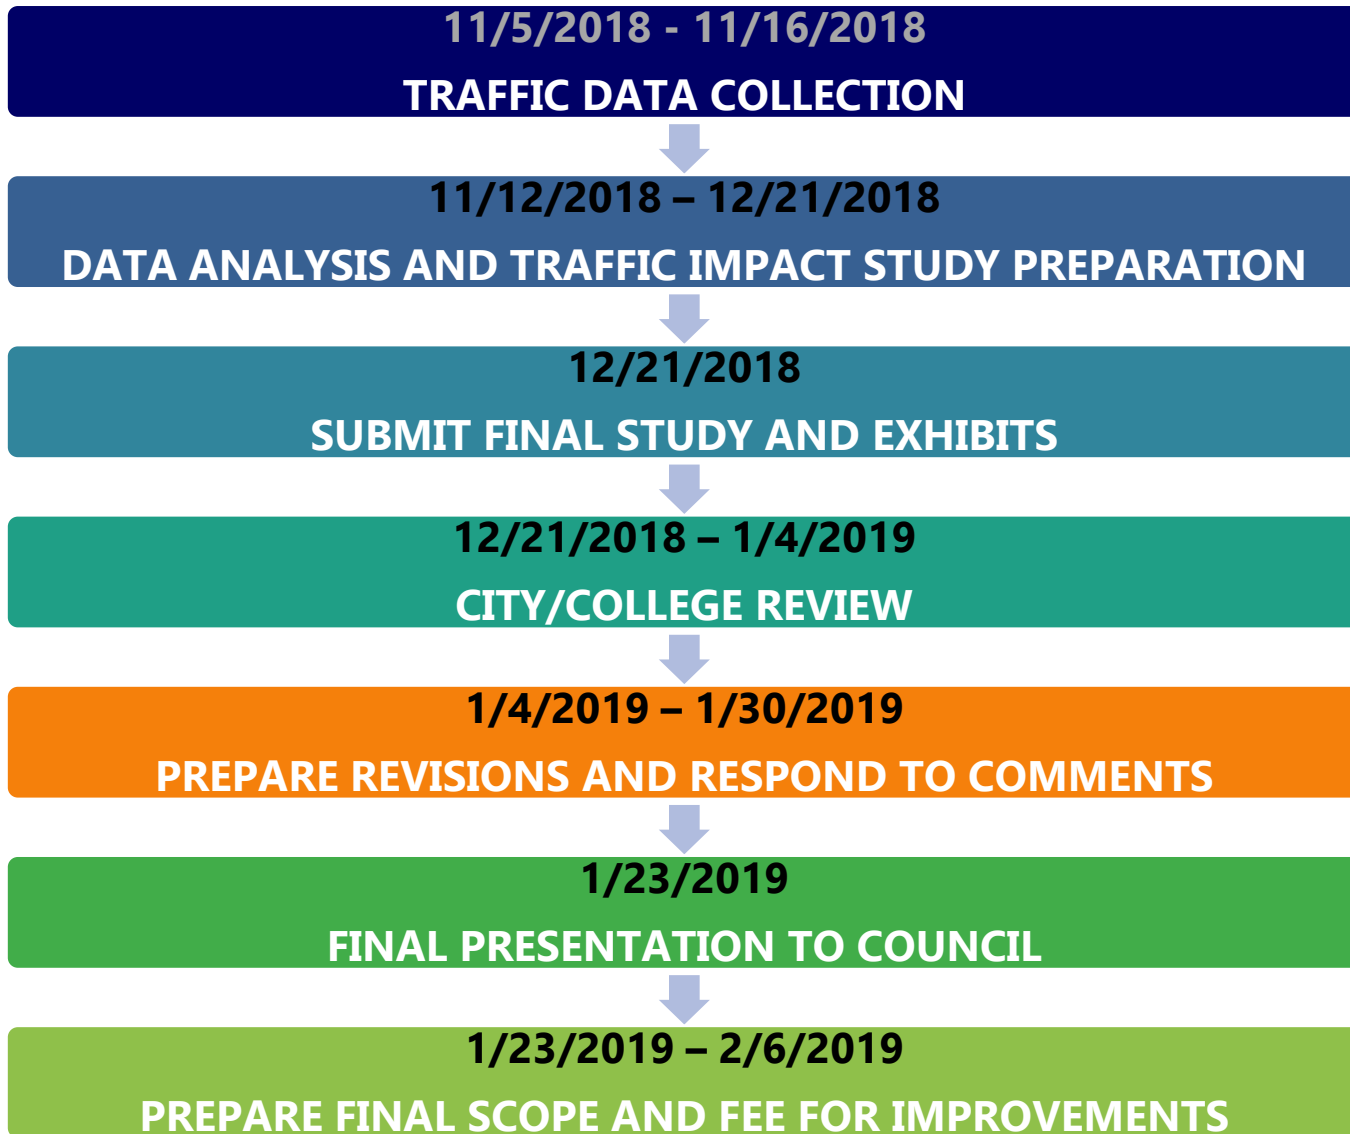 11/5/2018 - 11/16/2018
TRAFFIC DATA COLLECTION
11/12/2018 – 12/21/2018
DATA ANALYSIS AND TRAFFIC IMPACT STUDY PREPARATION
12/21/2018
SUBMIT FINAL STUDY AND EXHIBITS
12/21/2018 – 1/4/2019
CITY/COLLEGE REVIEW
1/4/2019 – 1/30/2019
PREPARE REVISIONS AND RESPOND TO COMMENTS
1/23/2019
FINAL PRESENTATION TO COUNCIL
1/23/2019 – 2/6/2019
PREPARE FINAL SCOPE AND FEE FOR IMPROVEMENTS